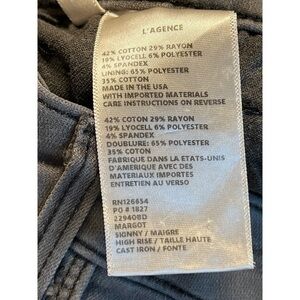 L'AGENCE
42% COTTON 29% RAYON
19% LYOCELL 6% POLYESTER
4% SPANDEX
LINING: 65% POLYESTER
35% COTTON
MADE IN THE USA
WITH IMPORTED MATERIALS
CARE INSTRUCTIONS ON REVERSE
42% COTTON 29% RAYON
19% LYOCELL 6% POLYESTER
4% SPANDEX
DOUBLURE: 65% POLYESTER
35% COTON
FABRIQUE DANS LA ETATS-UNIS
D'AMERIQUE AVEC DES
MATERIAUX IMPORTES
ENTRETIEN AU VERSO
RN126654
PO # 1827
2294OBD
MARGOT
SIGNNY / MAIGRE
HIGH RISE / TAILLE HAUTE
CAST IRON / FONTE